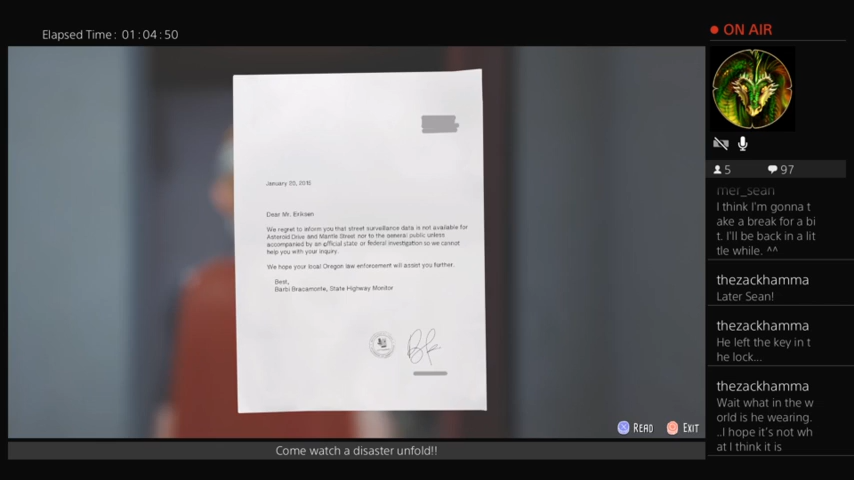 Elapsed Time: 01:04:50
ON AIR
5
97
mer_sean
I think I'm gonna t
ake a break for a bi
t. I'll be back in a lit
tle while. ^^
thezackhamma
Later Sean!
thezackhamma
He left the key in t
he lock...
thezackhamma
Wait what in the w
orld is he wearing.
..I hope it's not wh
at I think it is
Dear Mr. Eriksen
We regret to inform you that street surveillance data is not available for
Asteroid Drive and Mantle Street nor to the general public unless
accompanied by an official state or federal investigation so we cannot
help you with your inquiry.
We hope your local Oregon law enforcement will assist you further.
Best,
Barbi Bracamonte, State Highway Monitor
READ
EXIT
Come watch a disaster unfold!!